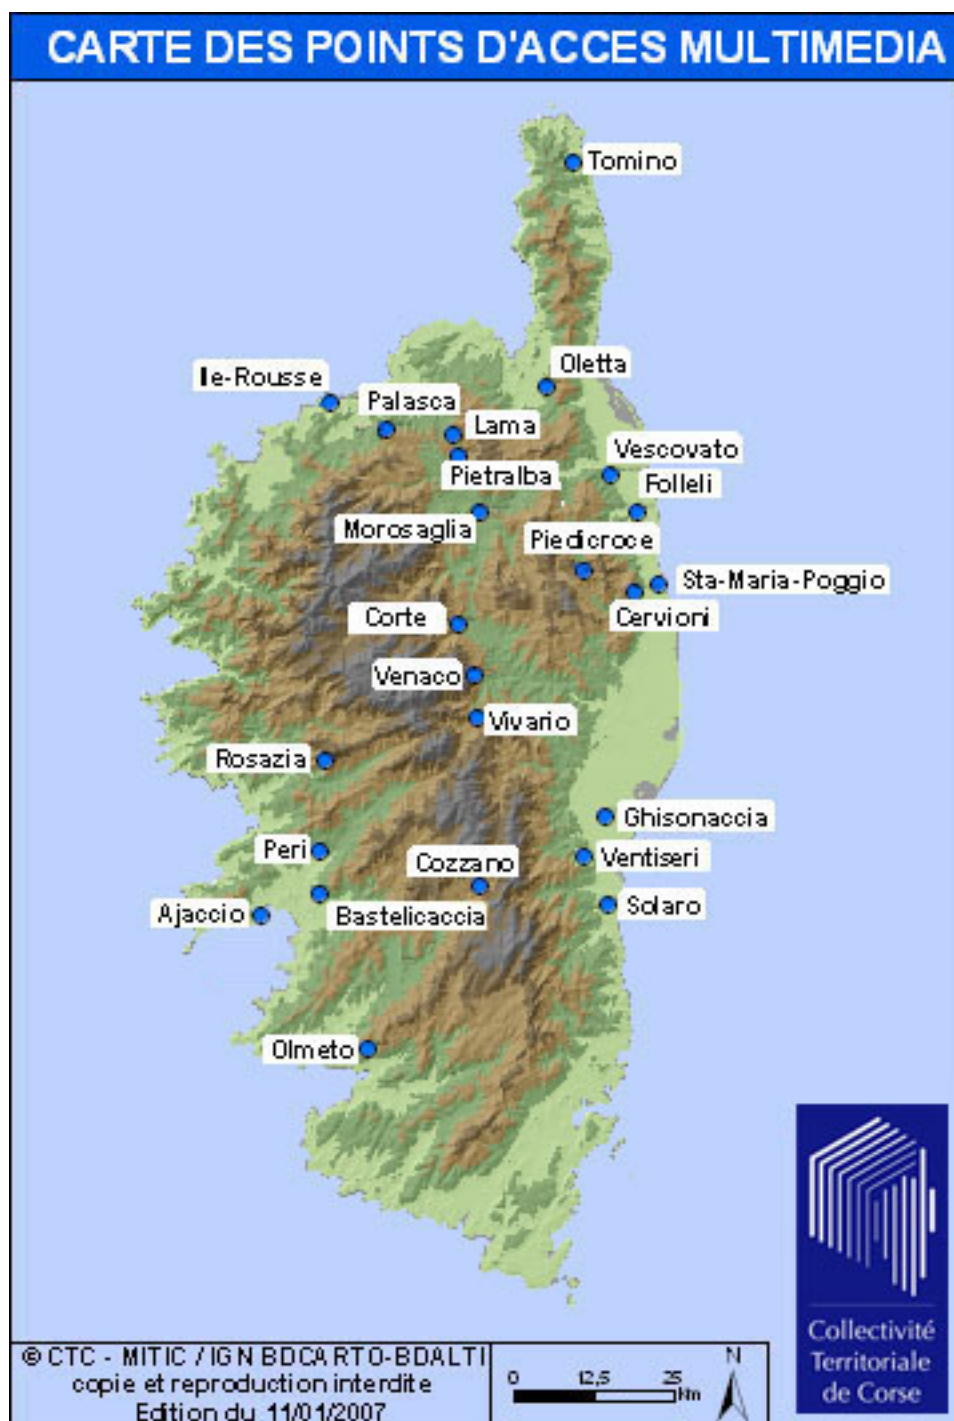 CARTE DES POINTS D'ACCES MULTIMEDIA
Tomino
Oletta
Ile-Rousse
Palasca
Lama
Vescovato
Pietralba
Folleli
Morosaglia
Piedicroce
Sta-Maria-Poggio
Corte
Cervioni
Venaco
Vivario
Rosazia
Ghisonaccia
Peri
Cozzano
Ventiseri
Ajaccio
Bastelicaccia
Solaro
Olmeto
© CTC - MITIC / IGN BDCARTO-BDALTI
copie et reproduction interdite
Edition du 11/01/2007
0 12,5 25
Km
N
Collectivité
Territoriale
de Corse